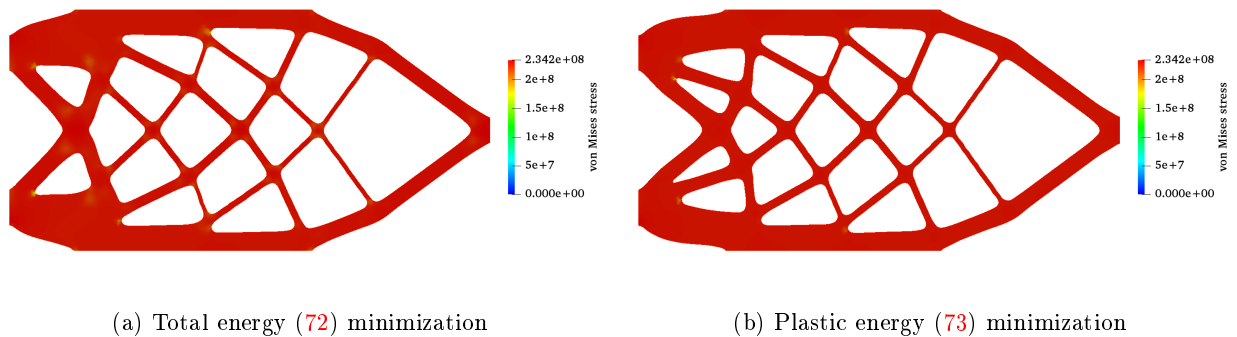 2.342e+08
2e+8
1.5e+8
1e+8
5e+7
0.000e+00
von Mises stress
2.342e+08
2e+8
1.5e+8
1e+8
5e+7
0.000e+00
von Mises stress
(a) Total energy (72) minimization
(b) Plastic energy (73) minimization